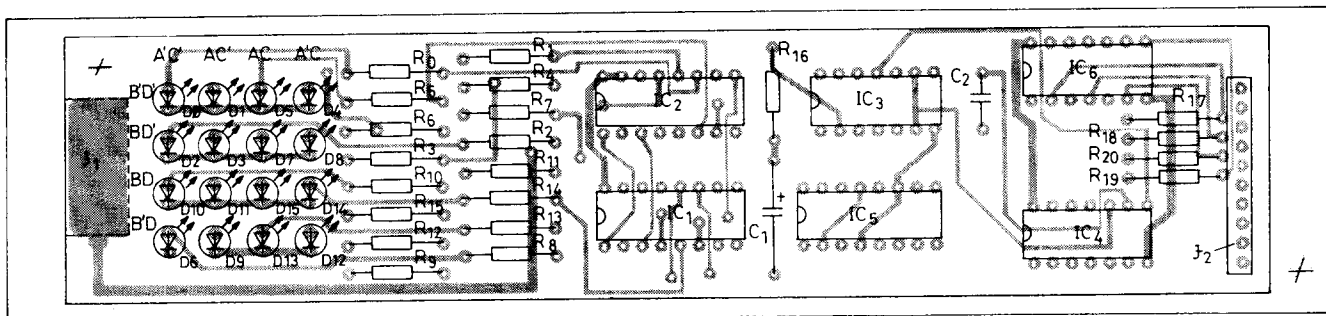 A'C' AC' AC A'C
B'D' D0 D1 D5 D4
BD' D2 D3 D7 D8
BD D10 D11 D15 D14
B'D D6 D9 D13 D12
R0
R5
R6
R3
R10
R15
R12
R9
R1
R4
R7
R2
R11
R14
R13
R8
IC2
IC1
R16
C1 +
IC3
IC5
C2
IC6
IC4
R17
R18
R20
R19
J2